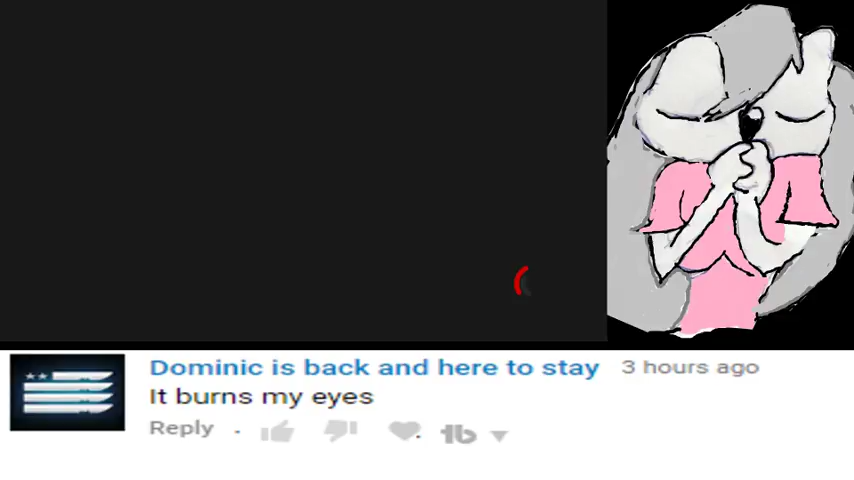 Dominic is back and here to stay 3 hours ago
It burns my eyes
Reply